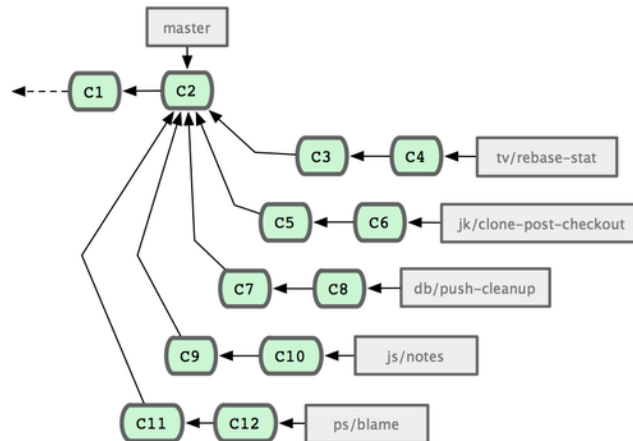 master
C1
C2
C3
C4
tv/rebase-stat
C5
C6
jk/clone-post-checkout
C7
C8
db/push-cleanup
C9
C10
js/notes
C11
C12
ps/blame